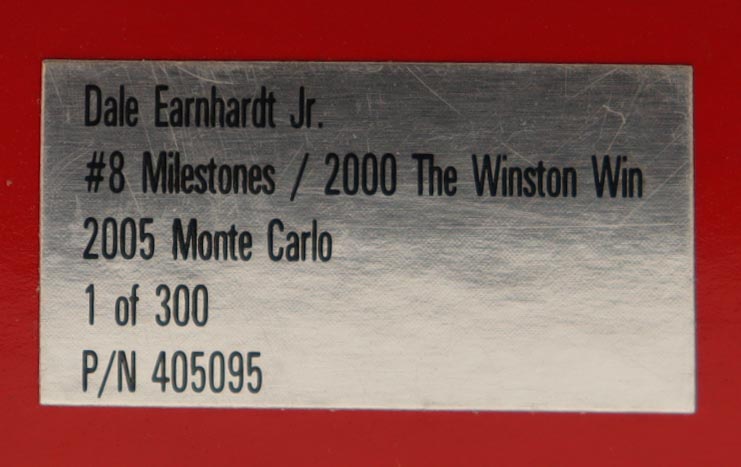 Dale Earnhardt Jr.
#8 Milestones / 2000 The Winston Win
2005 Monte Carlo
1 of 300
P/N 405095